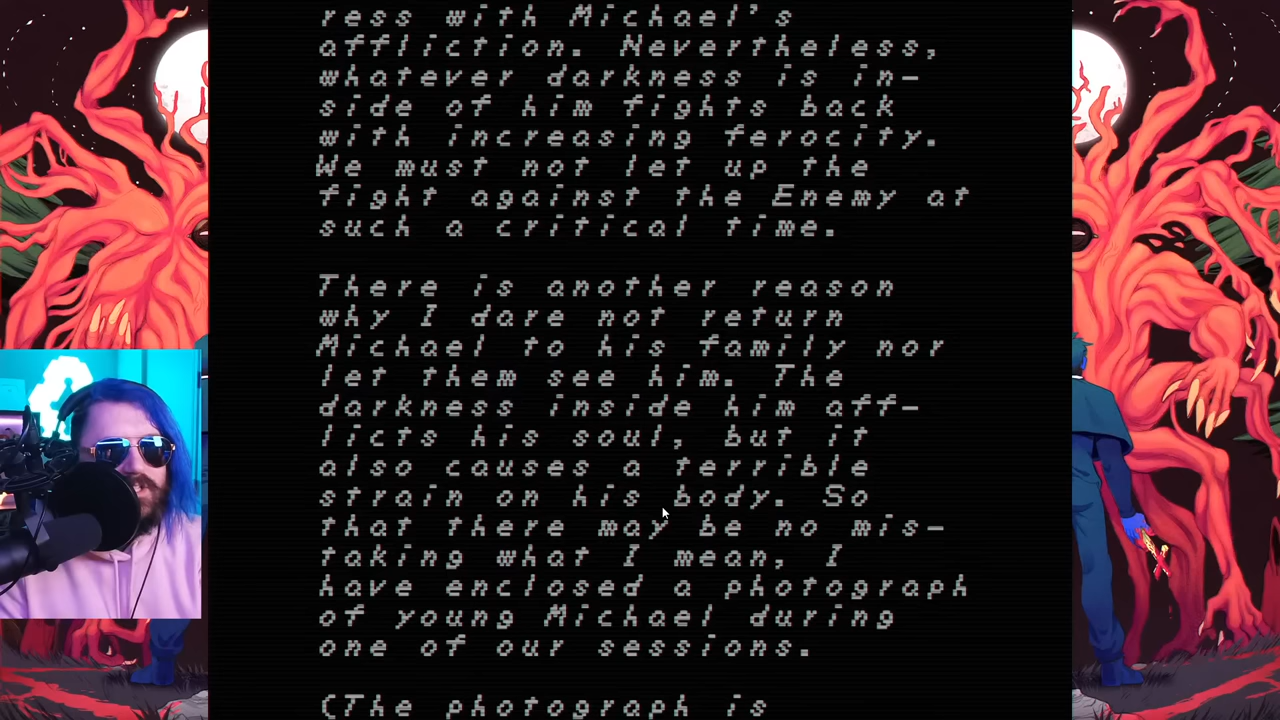 ress with Michael's
affliction. Nevertheless,
whatever darkness is in-
side of him fights back
with increasing ferocity.
We must not let up the
fight against the Enemy at
such a critical time.
There is another reason
why I dare not return
Michael to his family nor
let them see him. The
darkness inside him aff-
licts his soul, but it
also causes a terrible
strain on his body. So
that there may be no mis-
taking what I mean, I
have enclosed a photograph
of young Michael during
one of our sessions.
(The photograph is